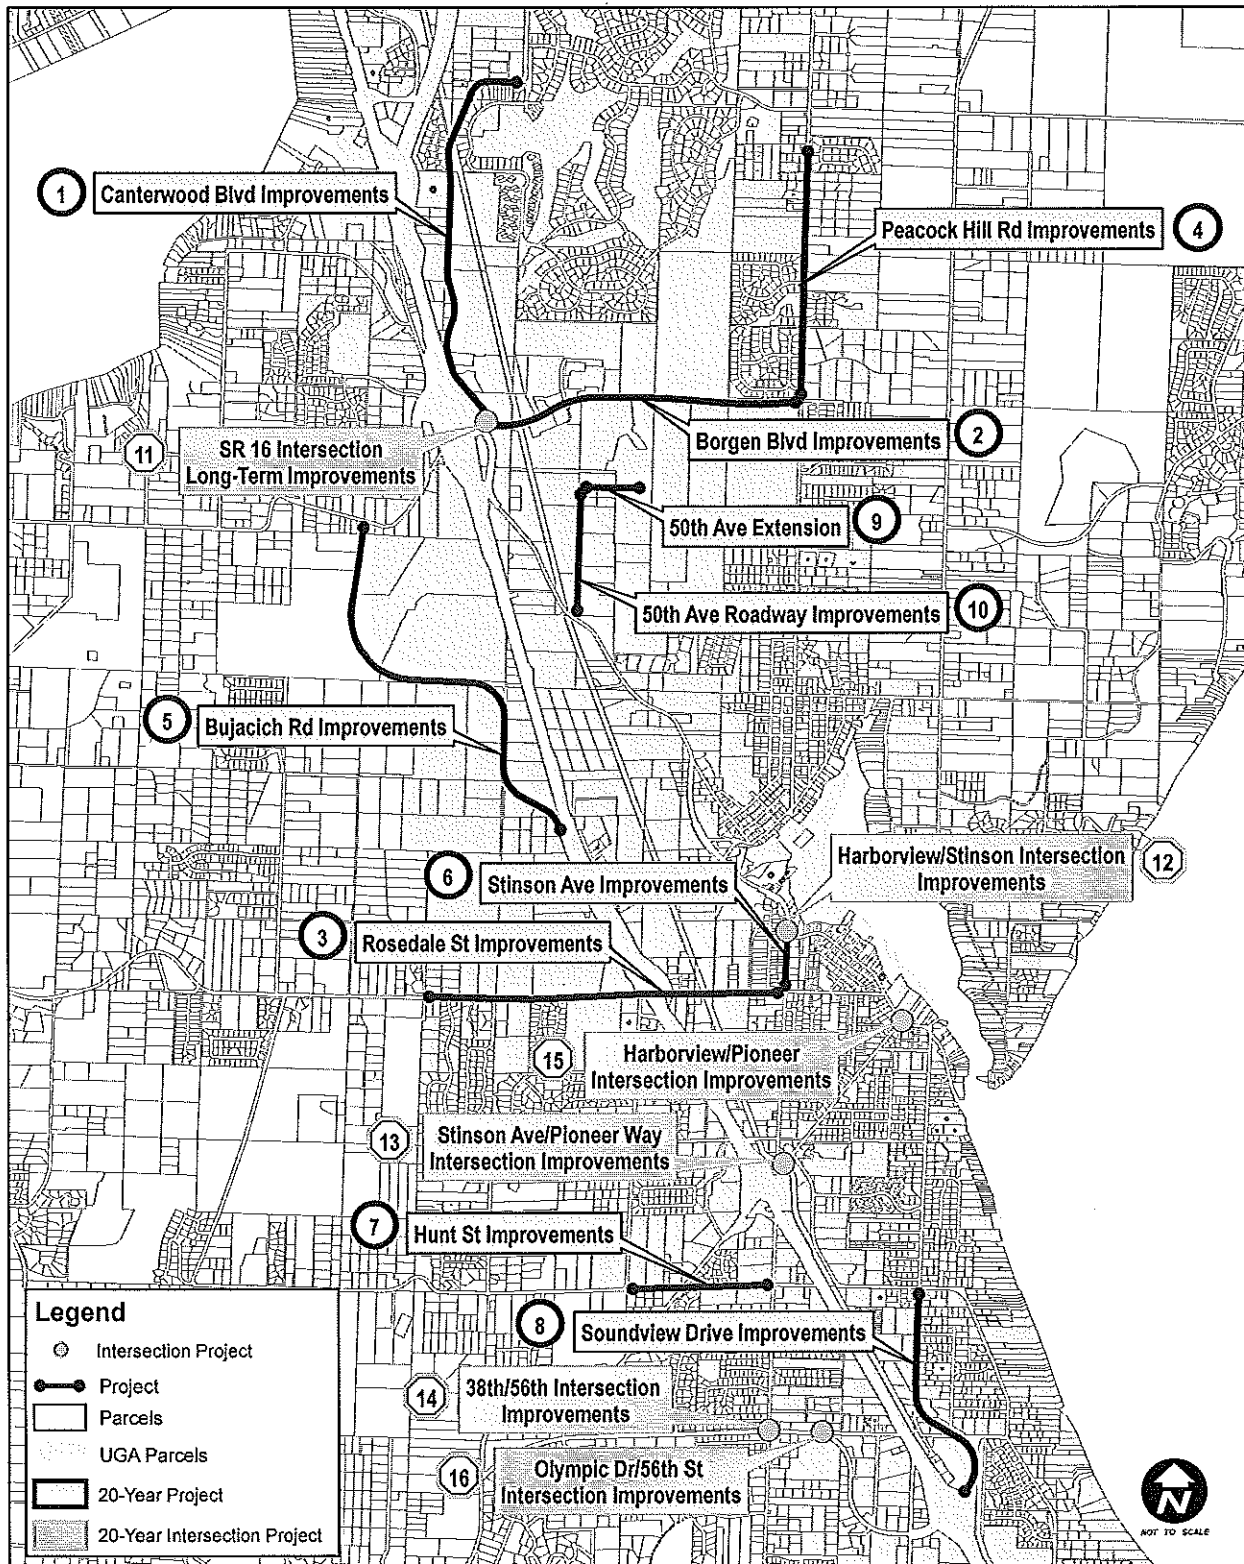 1
Canterwood Blvd Improvements
Peacock Hill Rd Improvements
4
11
SR 16 Intersection
Long-Term Improvements
Borgen Blvd Improvements
2
50th Ave Extension
9
50th Ave Roadway Improvements
10
5
Bujacich Rd Improvements
6
Stinson Ave Improvements
Harborview/Stinson Intersection
Improvements
12
3
Rosedale St Improvements
15
Harborview/Pioneer
Intersection Improvements
13
Stinson Ave/Pioneer Way
Intersection Improvements
7
Hunt St Improvements
8
Soundview Drive Improvements
14
38th/56th Intersection
Improvements
16
Olympic Dr/56th St
Intersection Improvements
Legend
Intersection Project
Project
Parcels
UGA Parcels
20-Year Project
20-Year Intersection Project
N
NOT TO SCALE